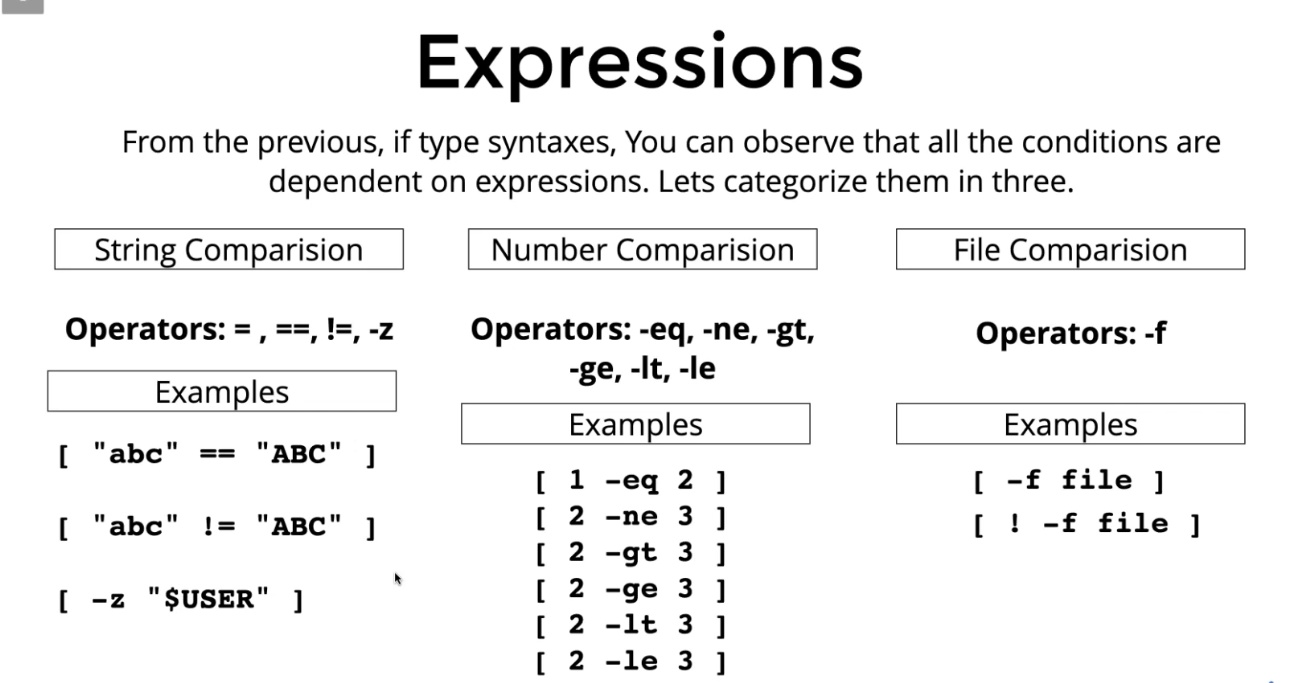 Expressions
From the previous, if type syntaxes, You can observe that all the conditions are
dependent on expressions. Lets categorize them in three.
String Comparision
Operators: = , ==, !=, -z
Examples
[ "abc" == "ABC" ]
[ "abc" != "ABC" ]
[ -z "$USER" ]
Number Comparision
Operators: -eq, -ne, -gt,
-ge, -lt, -le
Examples
[ 1 -eq 2 ]
[ 2 -ne 3 ]
[ 2 -gt 3 ]
[ 2 -ge 3 ]
[ 2 -lt 3 ]
[ 2 -le 3 ]
File Comparision
Operators: -f
Examples
[ -f file ]
[ ! -f file ]